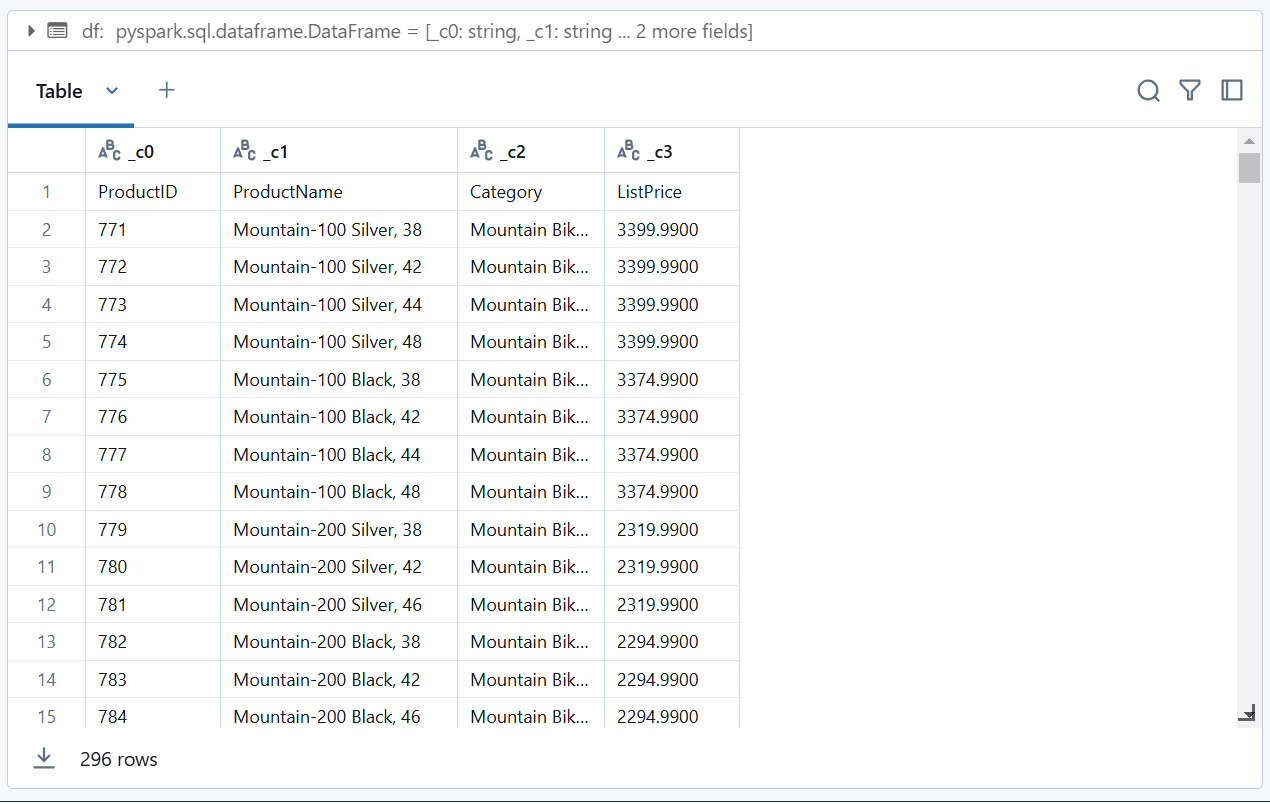 df: pyspark.sql.dataframe.DataFrame = [_c0: string, _c1: string ... 2 more fields]
Table
ABC _c0 ABC _c1 ABC _c2 ABC _c3
1 ProductID ProductName Category ListPrice
2 771 Mountain-100 Silver, 38 Mountain Bik... 3399.9900
3 772 Mountain-100 Silver, 42 Mountain Bik... 3399.9900
4 773 Mountain-100 Silver, 44 Mountain Bik... 3399.9900
5 774 Mountain-100 Silver, 48 Mountain Bik... 3399.9900
6 775 Mountain-100 Black, 38 Mountain Bik... 3374.9900
7 776 Mountain-100 Black, 42 Mountain Bik... 3374.9900
8 777 Mountain-100 Black, 44 Mountain Bik... 3374.9900
9 778 Mountain-100 Black, 48 Mountain Bik... 3374.9900
10 779 Mountain-200 Silver, 38 Mountain Bik... 2319.9900
11 780 Mountain-200 Silver, 42 Mountain Bik... 2319.9900
12 781 Mountain-200 Silver, 46 Mountain Bik... 2319.9900
13 782 Mountain-200 Black, 38 Mountain Bik... 2294.9900
14 783 Mountain-200 Black, 42 Mountain Bik... 2294.9900
15 784 Mountain-200 Black, 46 Mountain Bik... 2294.9900
296 rows